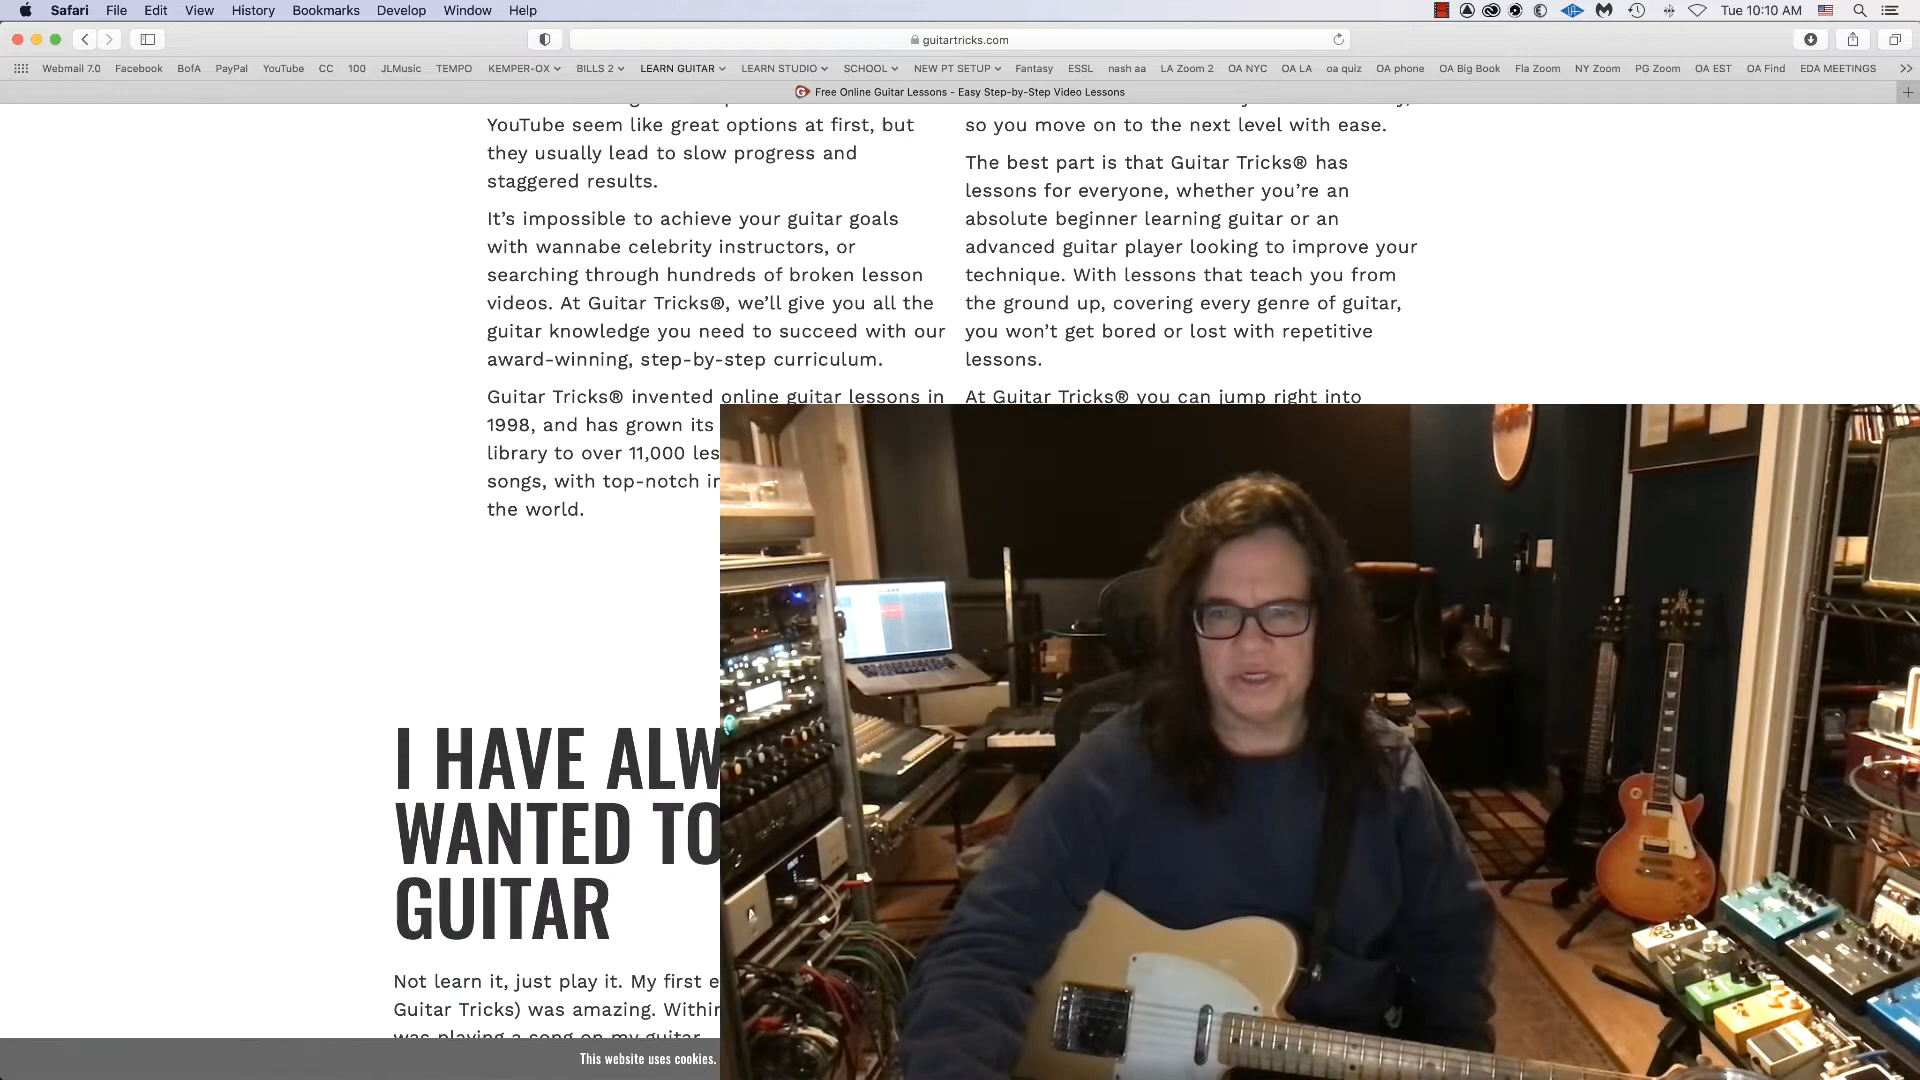 Safari File Edit View History Bookmarks Develop Window Help
Tue 10:10 AM
guitartricks.com
Webmail 7.0 Facebook BofA PayPal YouTube CC 100 JLMusic TEMPO KEMPER-OX BILLS 2 LEARN GUITAR LEARN STUDIO SCHOOL NEW PT SETUP Fantasy ESSL nash aa LA Zoom 2 OA NYC OA LA oa quiz OA phone OA Big Book Fla Zoom NY Zoom PG Zoom OA EST OA Find EDA MEETINGS
Free Online Guitar Lessons - Easy Step-by-Step Video Lessons
YouTube seem like great options at first, but
they usually lead to slow progress and
staggered results.
It’s impossible to achieve your guitar goals
with wannabe celebrity instructors, or
searching through hundreds of broken lesson
videos. At Guitar Tricks®, we’ll give you all the
guitar knowledge you need to succeed with our
award-winning, step-by-step curriculum.
Guitar Tricks® invented online guitar lessons in
1998, and has grown its
library to over 11,000
songs, with top-notch
the world.
so you move on to the next level with ease.
The best part is that Guitar Tricks® has
lessons for everyone, whether you’re an
absolute beginner learning guitar or an
advanced guitar player looking to improve your
technique. With lessons that teach you from
the ground up, covering every genre of guitar,
you won’t get bored or lost with repetitive
lessons.
At Guitar Tricks® you can jump right into
I HAVE ALW
WANTED TO
GUITAR
Not learn it, just play it. My first
Guitar Tricks) was amazing.
was playing a song on my guitar.
This website uses cookies.